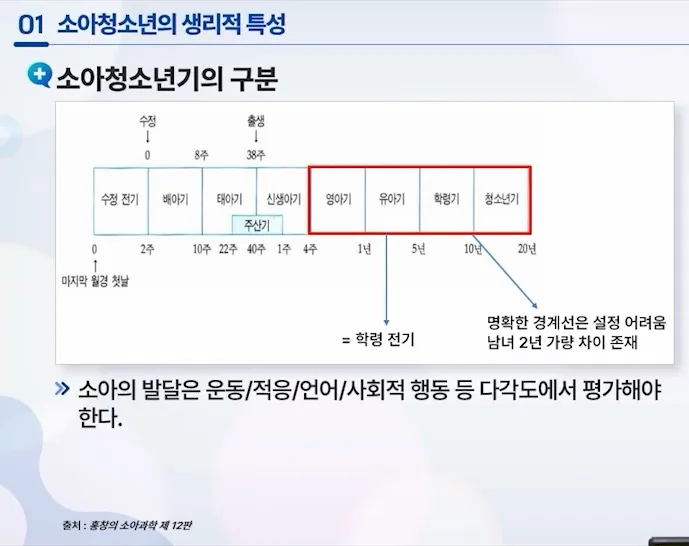 01 소아청소년의 생리적 특성
소아청소년기의 구분
수정 출생
0 8주 38주
수정 전기 배아기 태아기 신생아기 영아기 유아기 학령기 청소년기
주산기
0 2주 10주 22주 40주 1주 4주 1년 5년 10년 20년
마지막 월경 첫날
= 학령 전기
명확한 경계선은 설정 어려움
남녀 2년 가량 차이 존재
소아의 발달은 운동/적응/언어/사회적 행동 등 다각도에서 평가해야
한다.
출처 : 홍창의 소아과학 제 12판